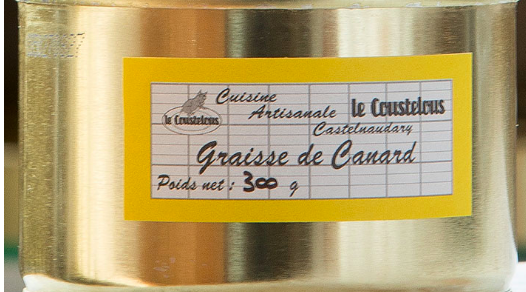 Cuisine
Artisanale
le Coustelous
le Coustelous
Castelnaudary
Graisse de Canard
Poids net : 300 g